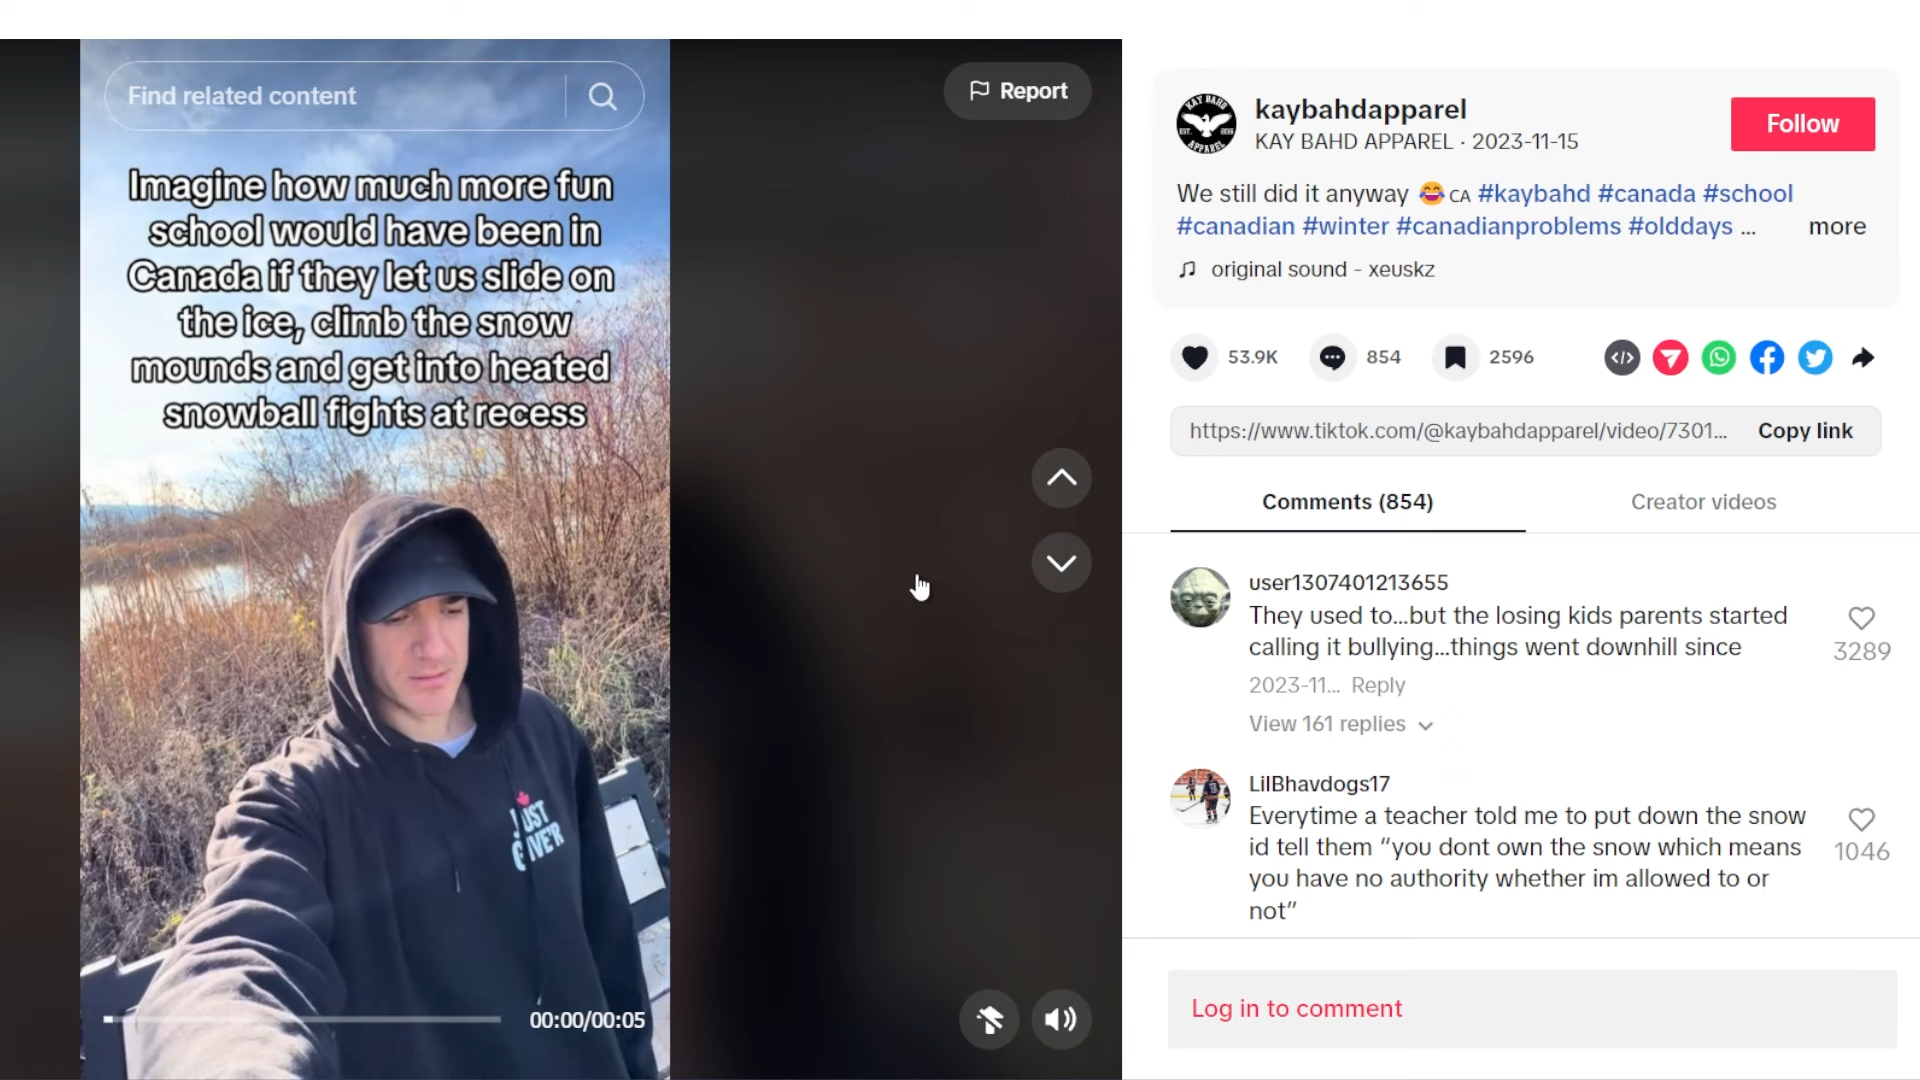 Find related content
Report
Imagine how much more fun
school would have been in
Canada if they let us slide on
the ice, climb the snow
mounds and get into heated
snowball fights at recess
JUST
GIVE'R
00:00/00:05
KAY BAHD
EST. 2016
APPAREL
kaybahdapparel
KAY BAHD APPAREL · 2023-11-15
Follow
We still did it anyway 😂 CA #kaybahd #canada #school
#canadian #winter #canadianproblems #olddays ... more
original sound - xeuskz
53.9K 854 2596
https://www.tiktok.com/@kaybahdapparel/video/7301... Copy link
Comments (854) Creator videos
user1307401213655
They used to...but the losing kids parents started
calling it bullying...things went downhill since
3289
2023-11... Reply
View 161 replies
LilBhavdogs17
Everytime a teacher told me to put down the snow
id tell them “you dont own the snow which means
you have no authority whether im allowed to or
not”
1046
Log in to comment